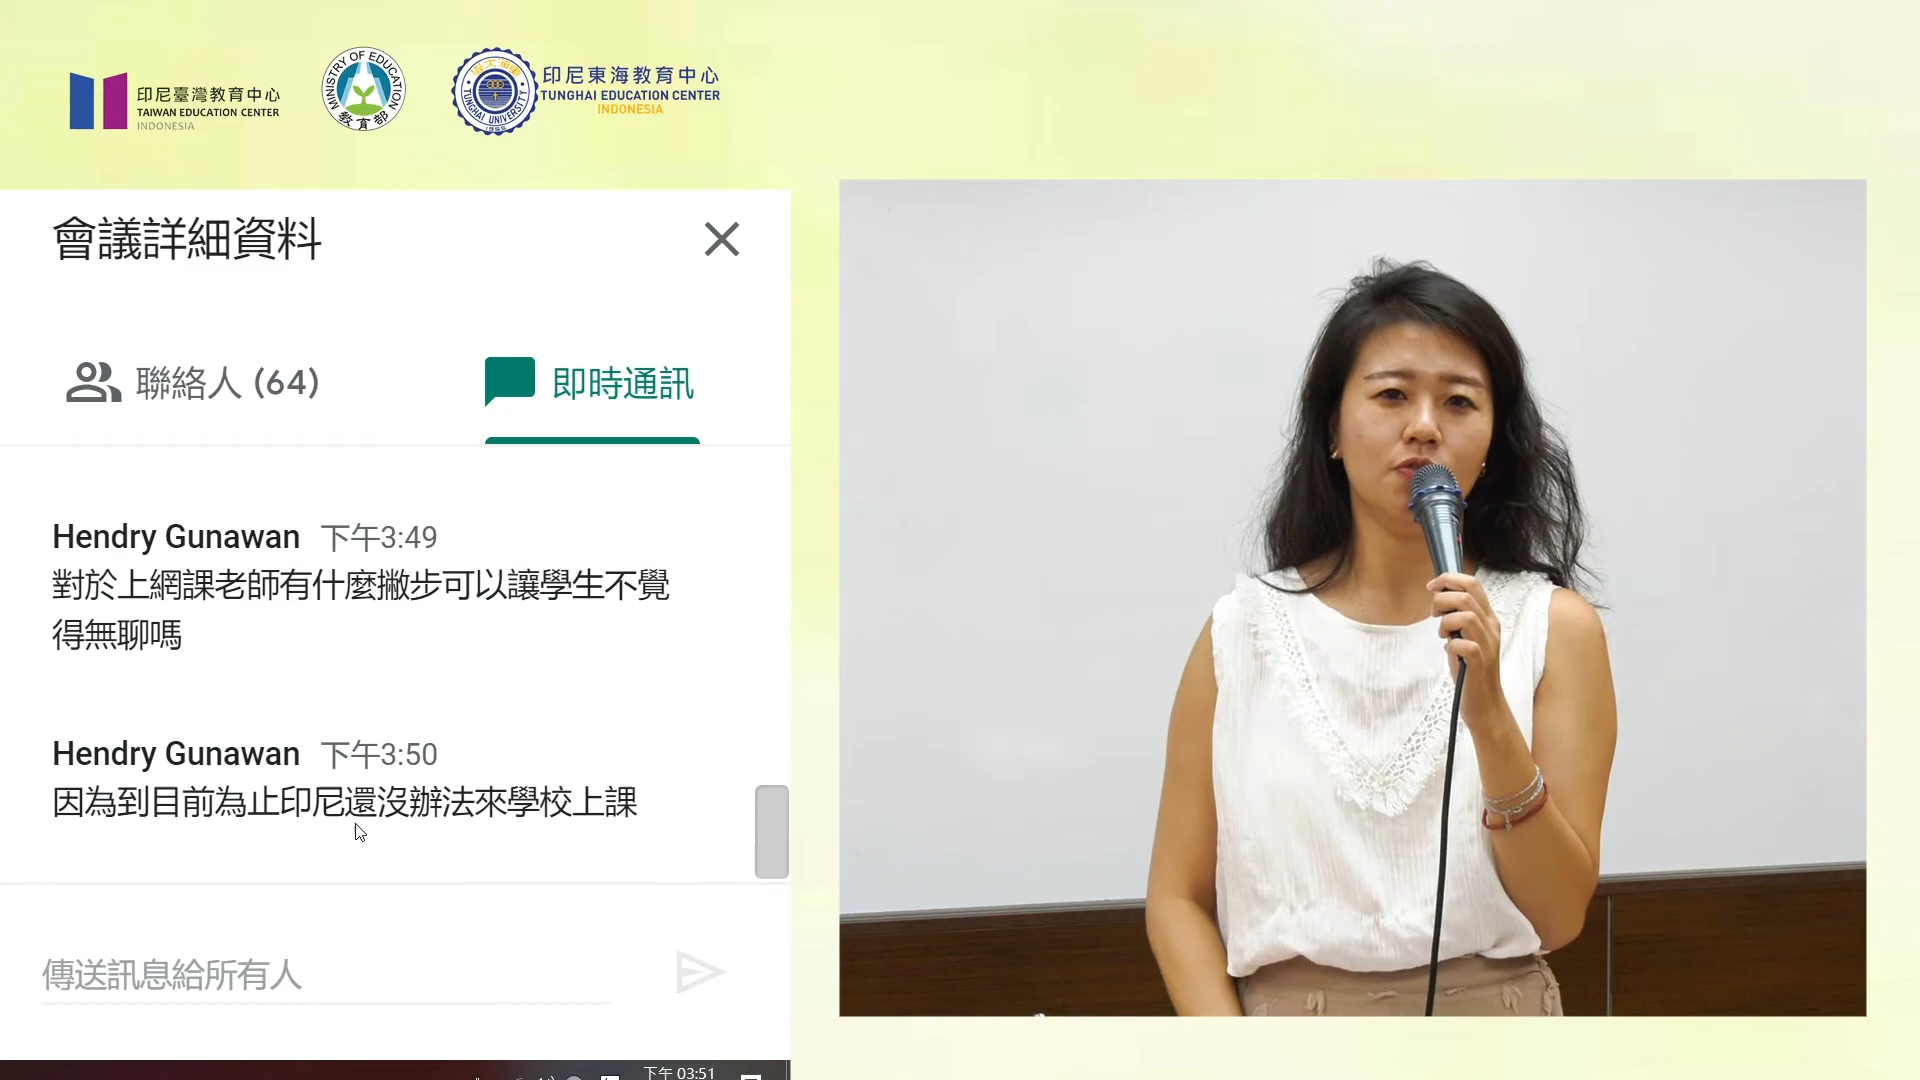 印尼臺灣教育中心
TAIWAN EDUCATION CENTER
INDONESIA
MINISTRY OF EDUCATION
教育部
東海大學
TUNGHAI UNIVERSITY
1955
印尼東海教育中心
TUNGHAI EDUCATION CENTER
INDONESIA
會議詳細資料
聯絡人 (64)
即時通訊
Hendry Gunawan 下午3:49
對於上網課老師有什麼撇步可以讓學生不覺
得無聊嗎
Hendry Gunawan 下午3:50
因為到目前為止印尼還沒辦法來學校上課
傳送訊息給所有人
下午 03:51